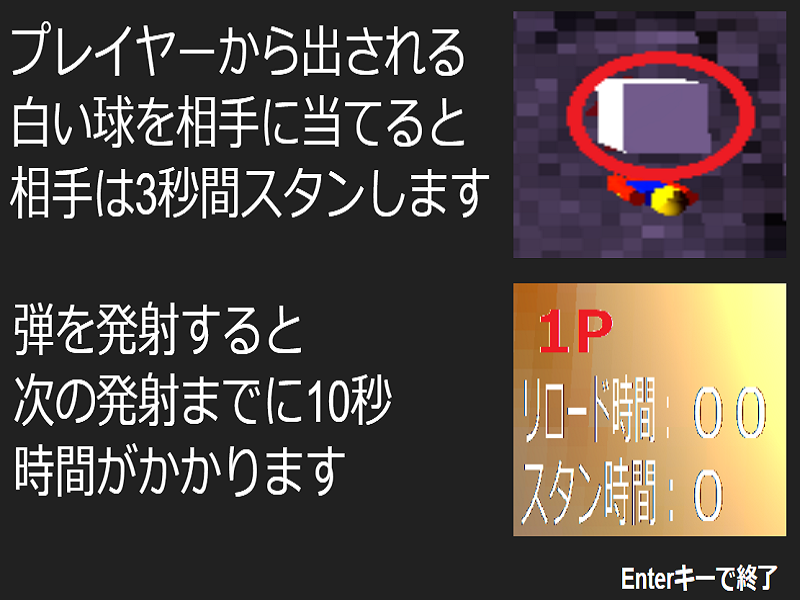 プレイヤーから出される
白い球を相手に当てると
相手は3秒間スタンします
弾を発射すると
次の発射までに10秒
時間がかかります
1P
リロード時間：００
スタン時間：０
Enterキーで終了